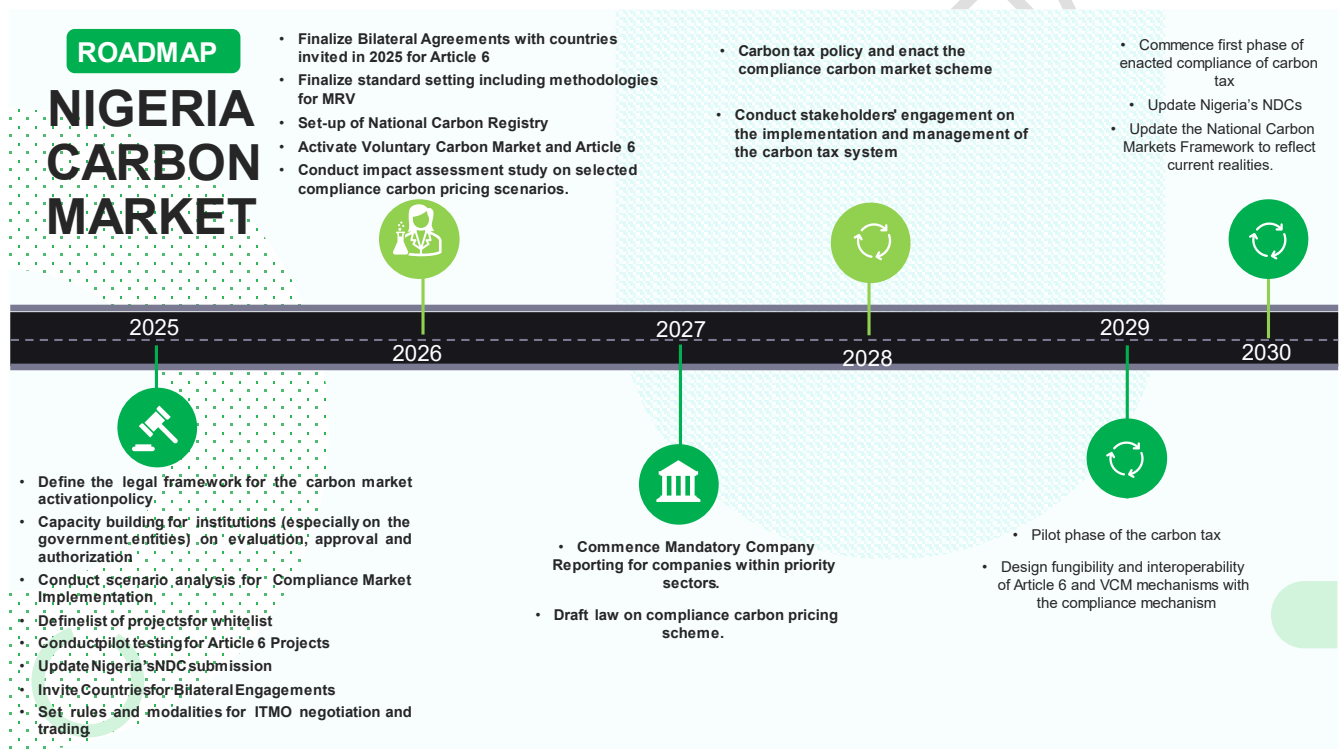 ROADMAP
NIGERIA
CARBON
MARKET
• Finalize Bilateral Agreements with countries
invited in 2025 for Article 6
• Finalize standard setting including methodologies
for MRV
• Set-up of National Carbon Registry
• Activate Voluntary Carbon Market and Article 6
• Conduct impact assessment study on selected
compliance carbon pricing scenarios.
• Carbon tax policy and enact the
compliance carbon market scheme
• Conduct stakeholders' engagement on
the implementation and management of
the carbon tax system
• Commence first phase of
enacted compliance of carbon
tax
• Update Nigeria's NDCs
• Update the National Carbon
Markets Framework to reflect
current realities.
2025
2026
2027
2028
2029
2030
• Define the legal framework for the carbon market
activationpolicy
• Capacity building for institutions (especially on the
government entities) on evaluation, approval and
authorization
• Conduct scenario analysis for Compliance Market
Implementation
• Define list of projects for whitelist
• Conduct pilot testing for Article 6 Projects
• Update Nigeria's NDC submission
• Invite Countries for Bilateral Engagements
• Set rules and modalities for ITMO negotiation and
trading
• Commence Mandatory Company
Reporting for companies within priority
sectors.
• Draft law on compliance carbon pricing
scheme.
• Pilot phase of the carbon tax
• Design fungibility and interoperability
of Article 6 and VCM mechanisms with
the compliance mechanism